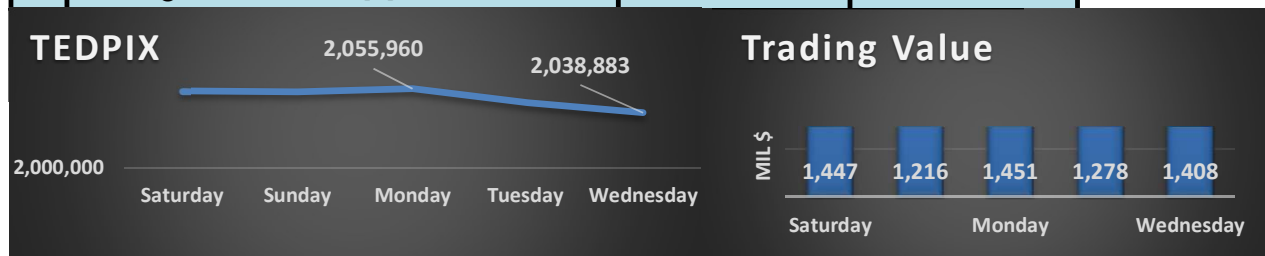 TEDPIX
2,055,960
2,038,883
2,000,000
Saturday Sunday Monday Tuesday Wednesday
Trading Value
MIL $
1,447 1,216 1,451 1,278 1,408
Saturday Monday Wednesday